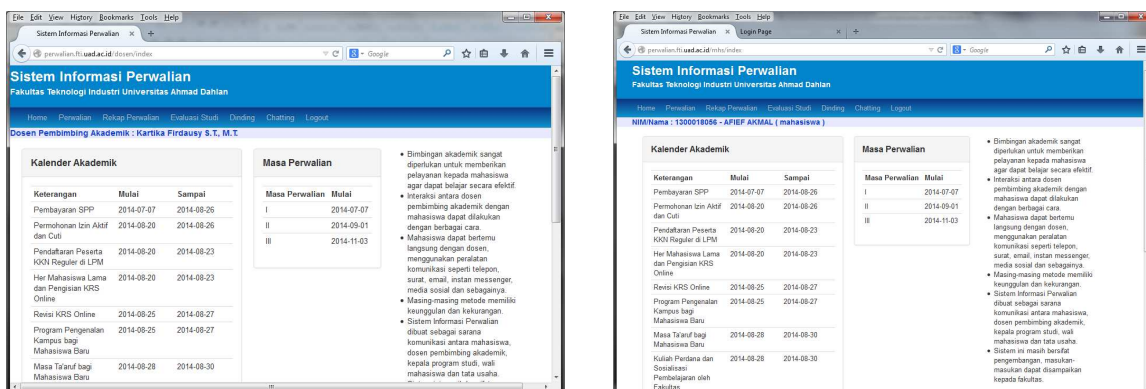 File Edit View History Bookmarks Tools Help
Sistem Informasi Perwalian
perwalian.fti.uad.ac.id/dosen/index
Google
Sistem Informasi Perwalian
Fakultas Teknologi Industri Universitas Ahmad Dahlan
Home Perwalian Rekap Perwalian Evaluasi Studi Dinding Chatting Logout
Dosen Pembimbing Akademik : Kartika Firdausy S.T., M.T.
Kalender Akademik
Keterangan Mulai Sampai
Pembayaran SPP 2014-07-07 2014-08-26
Permohonan Izin Aktif 2014-08-20 2014-08-26
dan Cuti
Pendaftaran Peserta 2014-08-20 2014-08-23
KKN Reguler di LPM
Her Mahasiswa Lama 2014-08-20 2014-08-23
dan Pengisian KRS
Online
Revisi KRS Online 2014-08-25 2014-08-27
Program Pengenalan 2014-08-25 2014-08-27
Kampus bagi
Mahasiswa Baru
Masa Ta'aruf bagi 2014-08-28 2014-08-30
Mahasiswa Baru
Masa Perwalian
Masa Perwalian Mulai
I 2014-07-07
II 2014-09-01
III 2014-11-03
• Bimbingan akademik sangat
diperlukan untuk memberikan
pelayanan kepada mahasiswa
agar dapat belajar secara efektif.
• Interaksi antara dosen
pembimbing akademik dengan
mahasiswa dapat dilakukan
dengan berbagai cara.
• Mahasiswa dapat bertemu
langsung dengan dosen,
menggunakan peralatan
komunikasi seperti telepon,
surat, email, instan messenger,
media sosial dan sebagainya.
• Masing-masing metode memiliki
keunggulan dan kekurangan.
• Sistem Informasi Perwalian
dibuat sebagai sarana
komunikasi antara mahasiswa,
dosen pembimbing akademik,
kepala program studi, wali
mahasiswa dan tata usaha.
File Edit View History Bookmarks Tools Help
Sistem Informasi Perwalian Login Page
perwalian.fti.uad.ac.id/mhs/index
Google
Sistem Informasi Perwalian
Fakultas Teknologi Industri Universitas Ahmad Dahlan
Home Perwalian Rekap Perwalian Evaluasi Studi Dinding Chatting Logout
NIM/Nama : 1300018056 - AFIEF AKMAL ( mahasiswa )
Kalender Akademik
Keterangan Mulai Sampai
Pembayaran SPP 2014-07-07 2014-08-26
Permohonan Izin Aktif 2014-08-20 2014-08-26
dan Cuti
Pendaftaran Peserta 2014-08-20 2014-08-23
KKN Reguler di LPM
Her Mahasiswa Lama 2014-08-20 2014-08-23
dan Pengisian KRS
Online
Revisi KRS Online 2014-08-25 2014-08-27
Program Pengenalan 2014-08-25 2014-08-27
Kampus bagi
Mahasiswa Baru
Masa Ta'aruf bagi 2014-08-28 2014-08-30
Mahasiswa Baru
Kuliah Perdana dan 2014-08-28 2014-08-30
Sosialisasi
Pembelajaran oleh
Fakultas
Masa Perwalian
Masa Perwalian Mulai
I 2014-07-07
II 2014-09-01
III 2014-11-03
• Bimbingan akademik sangat
diperlukan untuk memberikan
pelayanan kepada mahasiswa
agar dapat belajar secara efektif.
• Interaksi antara dosen
pembimbing akademik dengan
mahasiswa dapat dilakukan
dengan berbagai cara.
• Mahasiswa dapat bertemu
langsung dengan dosen,
menggunakan peralatan
komunikasi seperti telepon,
surat, email, instan messenger,
media sosial dan sebagainya.
• Masing-masing metode memiliki
keunggulan dan kekurangan.
• Sistem Informasi Perwalian
dibuat sebagai sarana
komunikasi antara mahasiswa,
dosen pembimbing akademik,
kepala program studi, wali
mahasiswa dan tata usaha.
• Sistem ini masih bersifat
pengembangan, masukan-
masukan dapat disampaikan
kepada fakultas.